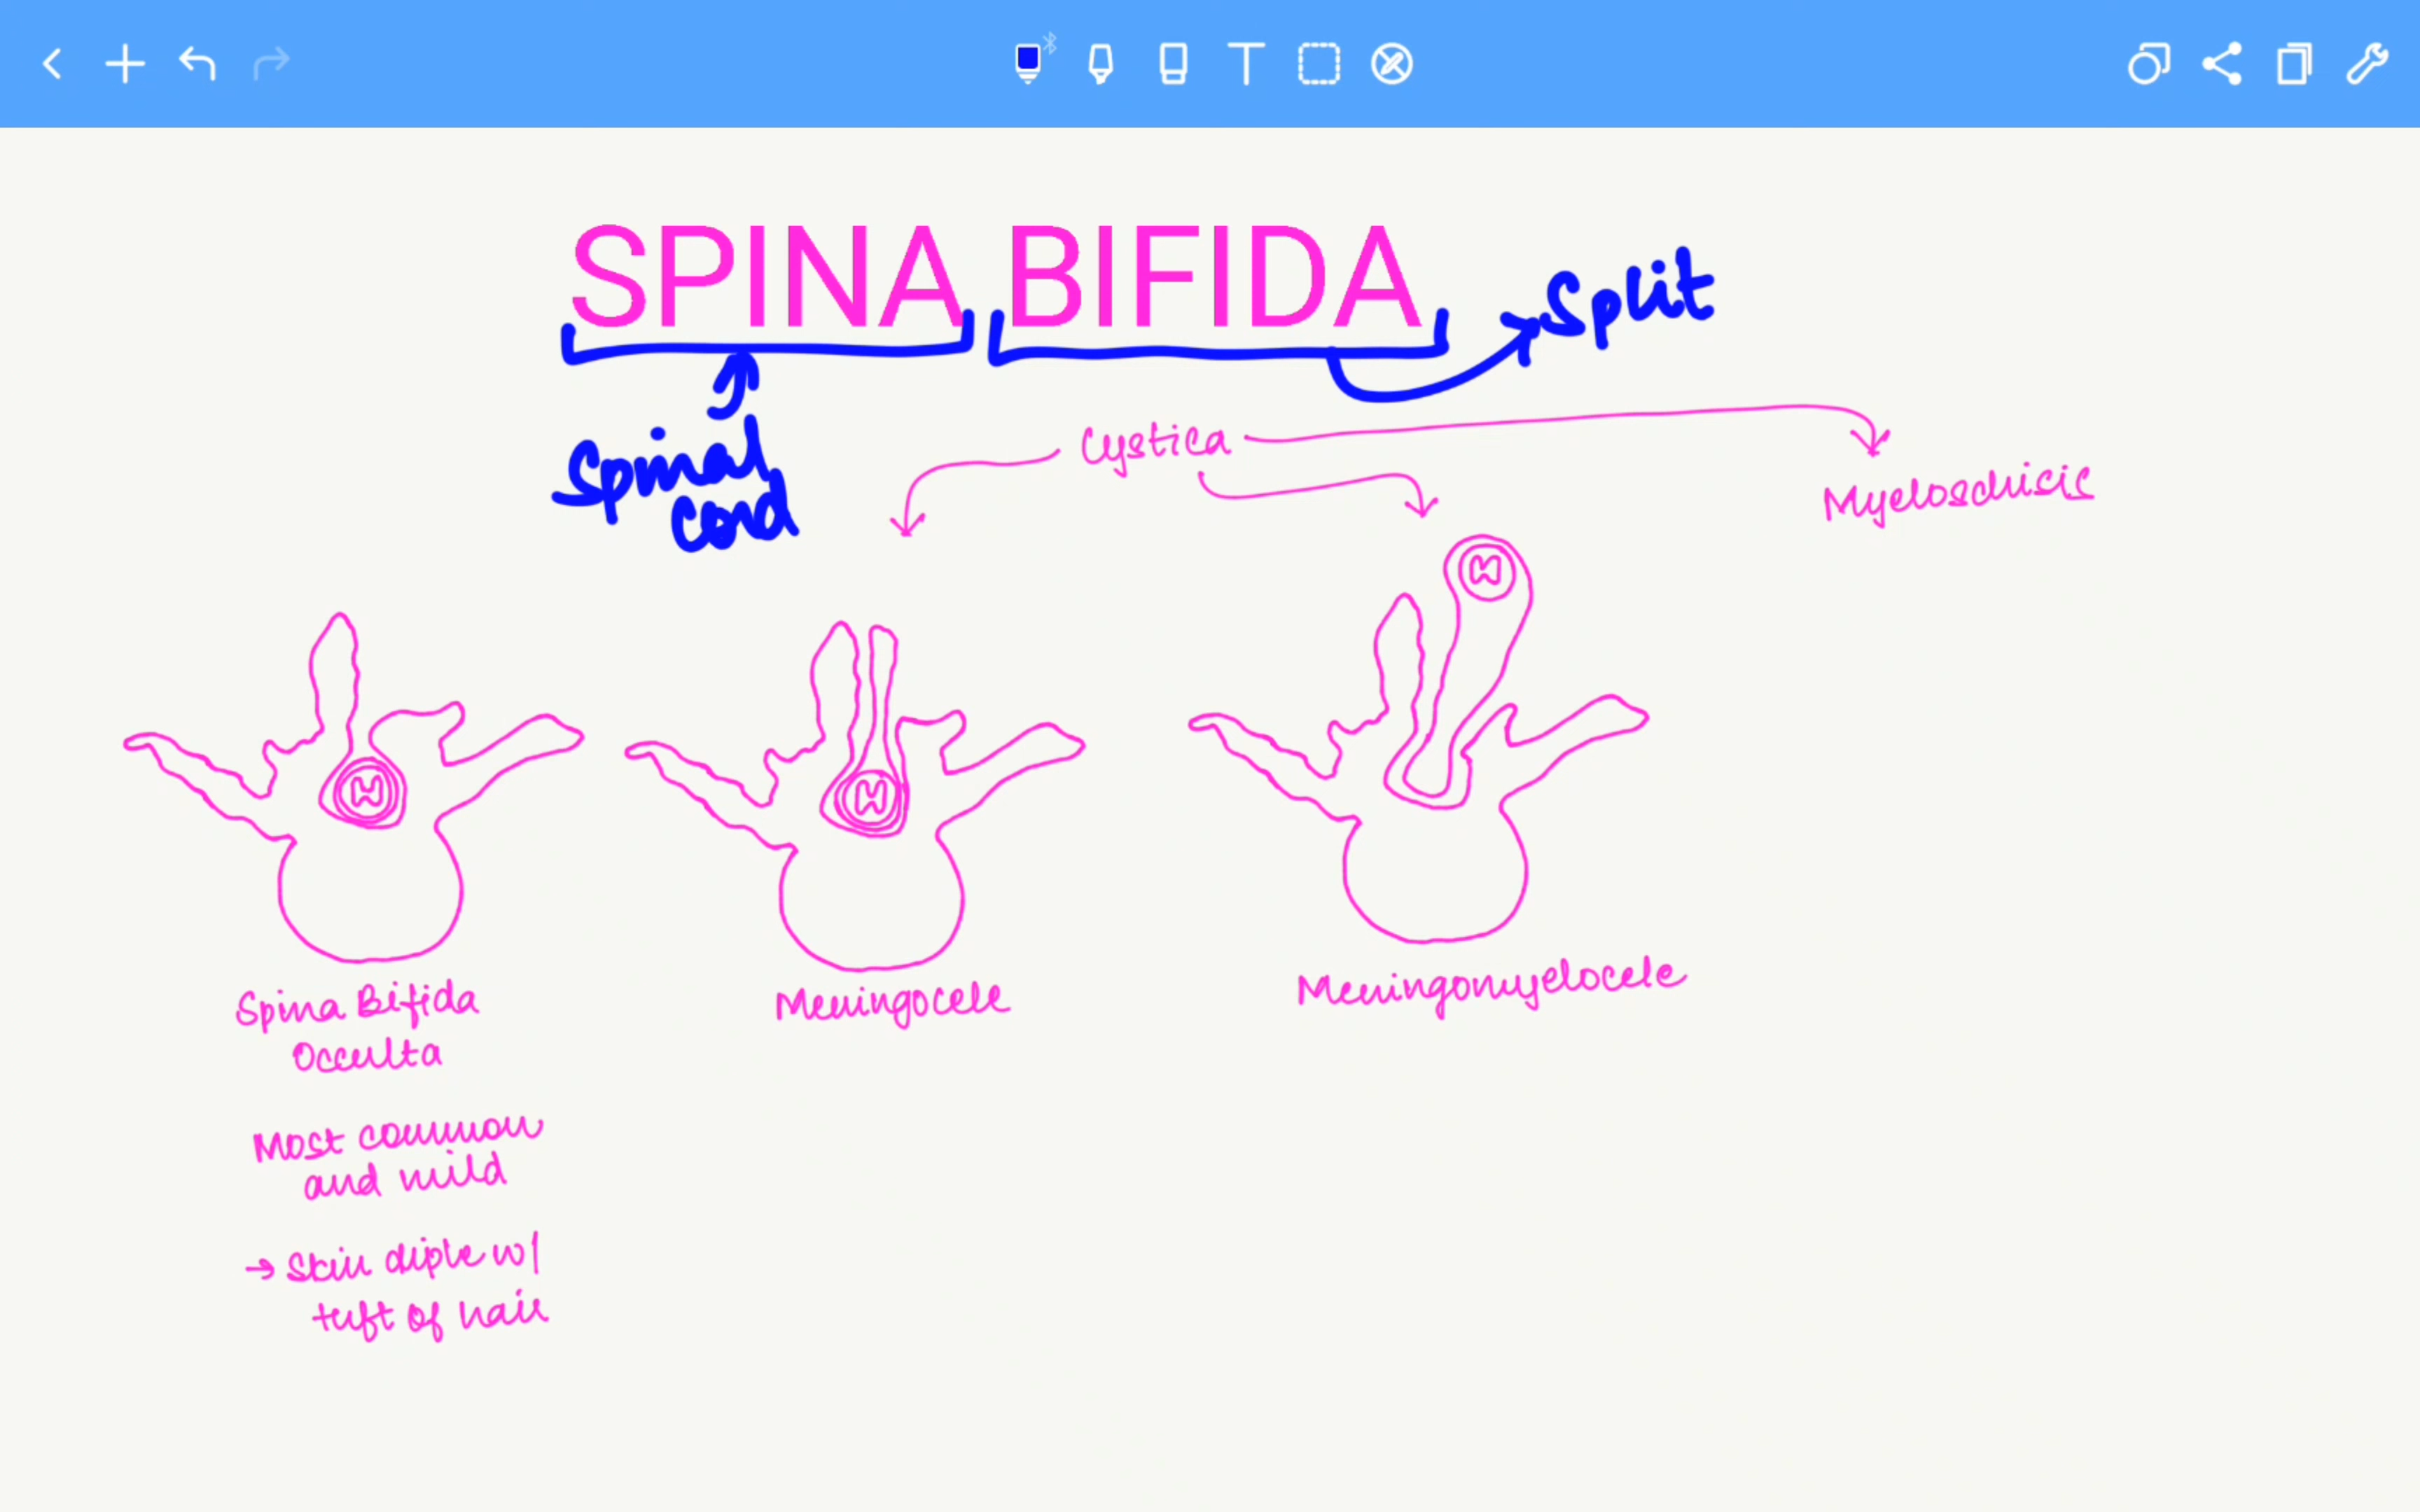 SPINA BIFIDA
Split
Spinal
cord
Cystica
Myeloschisis
Spina Bifida
Occulta
Meningocele
Meningomyelocele
Most common
and mild
→ Skin diple w/
tuft of hair